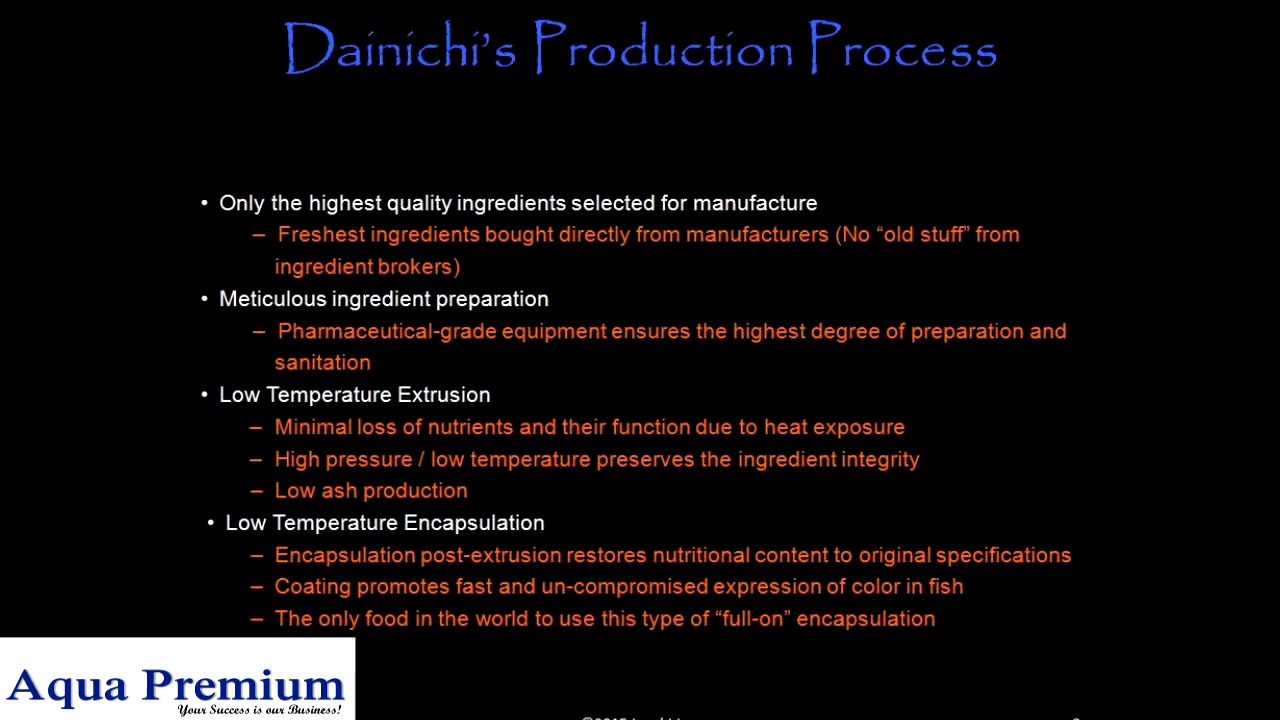 Dainichi's Production Process
• Only the highest quality ingredients selected for manufacture
– Freshest ingredients bought directly from manufacturers (No “old stuff” from
ingredient brokers)
• Meticulous ingredient preparation
– Pharmaceutical-grade equipment ensures the highest degree of preparation and
sanitation
• Low Temperature Extrusion
– Minimal loss of nutrients and their function due to heat exposure
– High pressure / low temperature preserves the ingredient integrity
– Low ash production
• Low Temperature Encapsulation
– Encapsulation post-extrusion restores nutritional content to original specifications
– Coating promotes fast and un-compromised expression of color in fish
– The only food in the world to use this type of “full-on” encapsulation
Aqua Premium
Your Success is our Business!